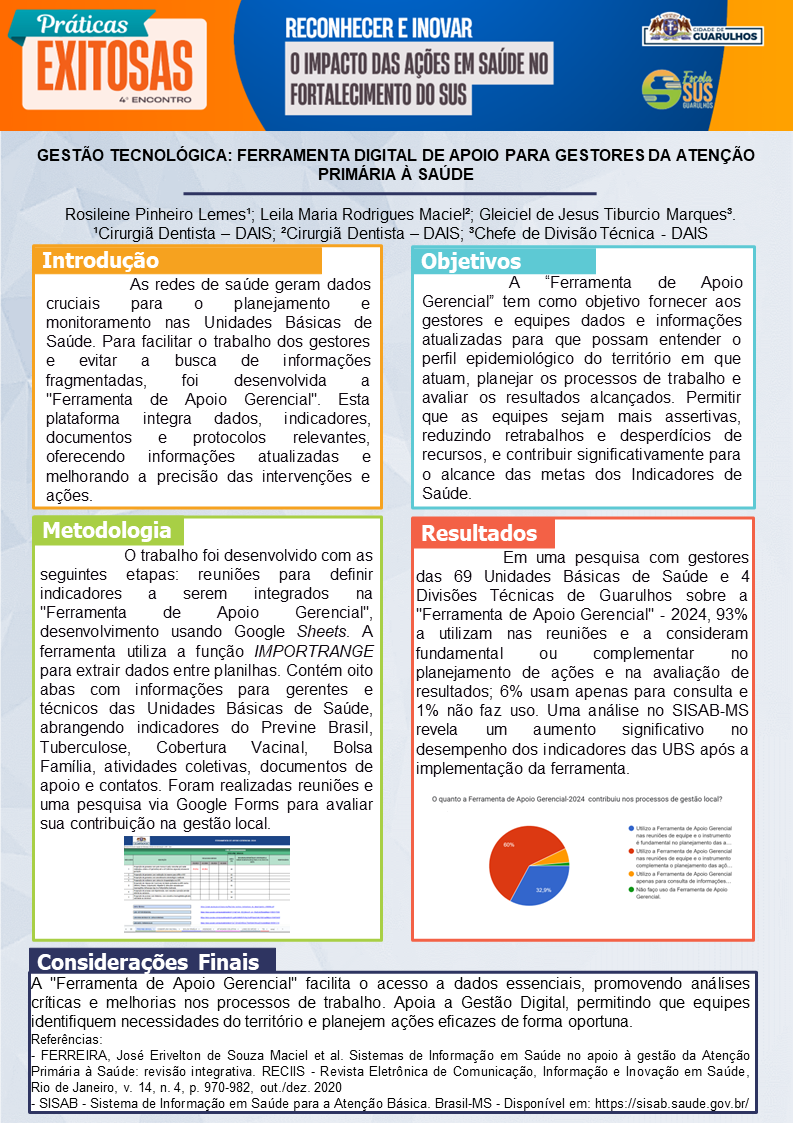 Práticas
EXITOSAS
4º ENCONTRO
RECONHECER E INOVAR
O IMPACTO DAS AÇÕES EM SAÚDE NO
FORTALECIMENTO DO SUS
CIDADE DE
GUARULHOS
Escola
SUS
GUARULHOS
GESTÃO TECNOLÓGICA: FERRAMENTA DIGITAL DE APOIO PARA GESTORES DA ATENÇÃO
PRIMÁRIA À SAÚDE
Rosileine Pinheiro Lemes¹; Leila Maria Rodrigues Maciel²; Gleiciel de Jesus Tiburcio Marques³.
¹Cirurgiã Dentista – DAIS; ²Cirurgiã Dentista – DAIS; ³Chefe de Divisão Técnica - DAIS
Introdução
As redes de saúde geram dados
cruciais para o planejamento e
monitoramento nas Unidades Básicas de
Saúde. Para facilitar o trabalho dos gestores
e evitar a busca de informações
fragmentadas, foi desenvolvida a
"Ferramenta de Apoio Gerencial". Esta
plataforma integra dados, indicadores,
documentos e protocolos relevantes,
oferecendo informações atualizadas e
melhorando a precisão das intervenções e
ações.
Objetivos
A “Ferramenta de Apoio
Gerencial” tem como objetivo fornecer aos
gestores e equipes dados e informações
atualizadas para que possam entender o
perfil epidemiológico do território em que
atuam, planejar os processos de trabalho e
avaliar os resultados alcançados. Permitir
que as equipes sejam mais assertivas,
reduzindo retrabalhos e desperdícios de
recursos, e contribuir significativamente para
o alcance das metas dos Indicadores de
Saúde.
Metodologia
O trabalho foi desenvolvido com as
seguintes etapas: reuniões para definir
indicadores a serem integrados na
"Ferramenta de Apoio Gerencial",
desenvolvimento usando Google Sheets. A
ferramenta utiliza a função IMPORTRANGE
para extrair dados entre planilhas. Contém oito
abas com informações para gerentes e
técnicos das Unidades Básicas de Saúde,
abrangendo indicadores do Previne Brasil,
Tuberculose, Cobertura Vacinal, Bolsa
Família, atividades coletivas, documentos de
apoio e contatos. Foram realizadas reuniões e
uma pesquisa via Google Forms para avaliar
sua contribuição na gestão local.
Resultados
Em uma pesquisa com gestores
das 69 Unidades Básicas de Saúde e 4
Divisões Técnicas de Guarulhos sobre a
"Ferramenta de Apoio Gerencial" - 2024, 93%
a utilizam nas reuniões e a consideram
fundamental ou complementar no
planejamento de ações e na avaliação de
resultados; 6% usam apenas para consulta e
1% não faz uso. Uma análise no SISAB-MS
revela um aumento significativo no
desempenho dos indicadores das UBS após a
implementação da ferramenta.
O quanto a Ferramenta de Apoio Gerencial-2024 contribuiu nos processos de gestão local?
60%
32,9%
Utilizo a Ferramenta de Apoio Gerencial
nas reuniões de equipe e o instrumento
é fundamental no planejamento das a…
Utilizo a Ferramenta de Apoio Gerencial
nas reuniões de equipe e o instrumento
complementa o planejamento das açõ…
Utilizo a Ferramenta de Apoio Gerencial
apenas para consulta de informações…
Não faço uso da Ferramenta de Apoio
Gerencial.
Considerações Finais
A "Ferramenta de Apoio Gerencial" facilita o acesso a dados essenciais, promovendo análises
críticas e melhorias nos processos de trabalho. Apoia a Gestão Digital, permitindo que equipes
identifiquem necessidades do território e planejem ações eficazes de forma oportuna.
Referências:
- FERREIRA, José Erivelton de Souza Maciel et al. Sistemas de Informação em Saúde no apoio à gestão da Atenção
Primária à Saúde: revisão integrativa. RECIIS - Revista Eletrônica de Comunicação, Informação e Inovação em Saúde,
Rio de Janeiro, v. 14, n. 4, p. 970-982, out./dez. 2020
- SISAB - Sistema de Informação em Saúde para a Atenção Básica. Brasil-MS - Disponível em: https://sisab.saude.gov.br/